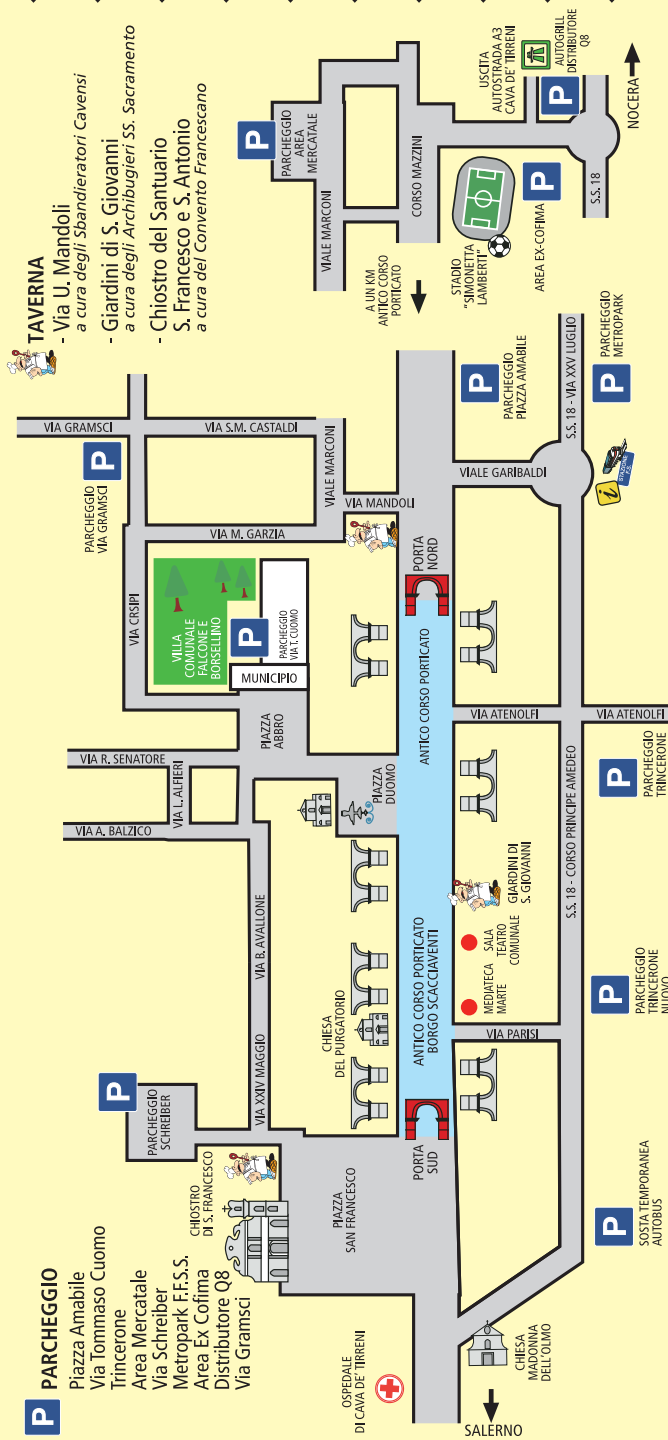 P PARCHEGGIO
Piazza Amabile
Via Tommaso Cuomo
Trincerone
Area Mercatale
Via Schreiber
Metropark F.F.S.S.
Area Ex Cofima
Distributore Q8
Via Gramsci
TAVERNA
- Via U. Mandoli
a cura degli Sbandieratori Cavensi
- Giardini di S. Giovanni
a cura degli Archibugieri SS. Sacramento
- Chiostro del Santuario
S. Francesco e S. Antonio
a cura del Convento Francescano
P
PARCHEGGIO
SCHREIBER
CHIOSTRO
DI S. FRANCESCO
PIAZZA
SAN FRANCESCO
OSPEDALE
DI CAVA DE' TIRRENI
SALERNO
CHIESA
MADONNA
DELL'OLMO
P
SOSTA TEMPORANEA
AUTOBUS
VIA XXIV MAGGIO
VIA B. AVALLONE
VIA A. BALZICO
VIA L. ALFIERI
VIA R. SENATORE
PORTA
SUD
CHIESA
DEL PURGATORIO
ANTICO CORSO PORTICATO
BORGO SCACCIAVENTI
VIA PARISI
MEDIATECA
MARTE
SALA
TEATRO
COMUNALE
GIARDINI DI
S. GIOVANNI
P
PARCHEGGIO
TRINCERONE
NUOVO
S.S. 18 - CORSO PRINCIPE AMEDEO
P
PARCHEGGIO
TRINCERONE
PIAZZA
DUOMO
PIAZZA
ABBRO
MUNICIPIO
VILLA
COMUNALE
FALCONE E
BORSELLINO
P
PARCHEGGIO
VIA T. CUOMO
VIA CRSIPI
VIA M. GARZIA
P
PARCHEGGIO
VIA GRAMSCI
VIA GRAMSCI
VIA S.M. CASTALDI
VIALE MARCONI
VIA MANDOLI
ANTICO CORSO PORTICATO
PORTA
NORD
VIA ATENOLFI
VIA ATENOLFI
VIALE GARIBALDI
i
STAZIONE
F.S.
P
PARCHEGGIO
PIAZZA AMABILE
S.S. 18 - VIA XXV LUGLIO
P
PARCHEGGIO
METROPARK
A UN KM
ANTICO CORSO
PORTICATO
P
PARCHEGGIO
AREA
MERCATALE
VIALE MARCONI
CORSO MAZZINI
STADIO
"SIMONETTA
LAMBERTI"
P
AREA EX-COFIMA
USCITA
AUTOSTRADA A3
CAVA DE' TIRRENI
AUTOGRILL
DISTRIBUTORE
Q8
P
S.S. 18
NOCERA